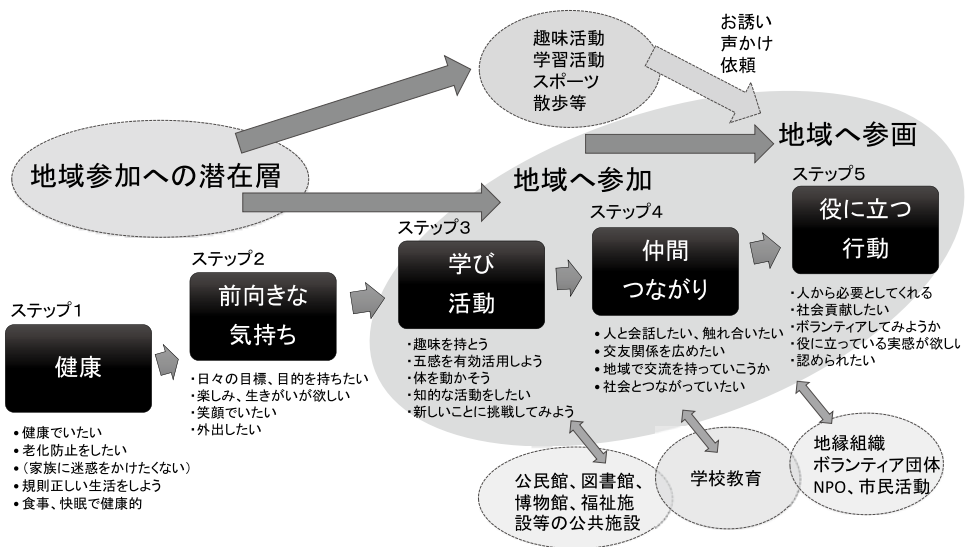 お誘い
声かけ
依頼
趣味活動
学習活動
スポーツ
散歩等
地域参加への潜在層
地域へ参加
地域へ参画
ステップ1
健康
・健康でいたい
・老化防止をしたい
・(家族に迷惑をかけたくない)
・規則正しい生活をしよう
・食事、快眠で健康的
ステップ2
前向きな
気持ち
・日々の目標、目的を持ちたい
・楽しみ、生きがいが欲しい
・笑顔でいたい
・外出したい
ステップ3
学び
活動
・趣味を持とう
・五感を有効活用しよう
・体を動かそう
・知的な活動をしたい
・新しいことに挑戦してみよう
ステップ4
仲間
つながり
・人と会話したい、触れ合いたい
・交友関係を広めたい
・地域で交流を持っていこうか
・社会とつながっていたい
ステップ5
役に立つ
行動
・人から必要としてくれる
・社会貢献したい
・ボランティアしてみようか
・役に立っている実感が欲しい
・認められたい
公民館、図書館、
博物館、福祉施
設等の公共施設
学校教育
地縁組織
ボランティア団体
NPO、市民活動